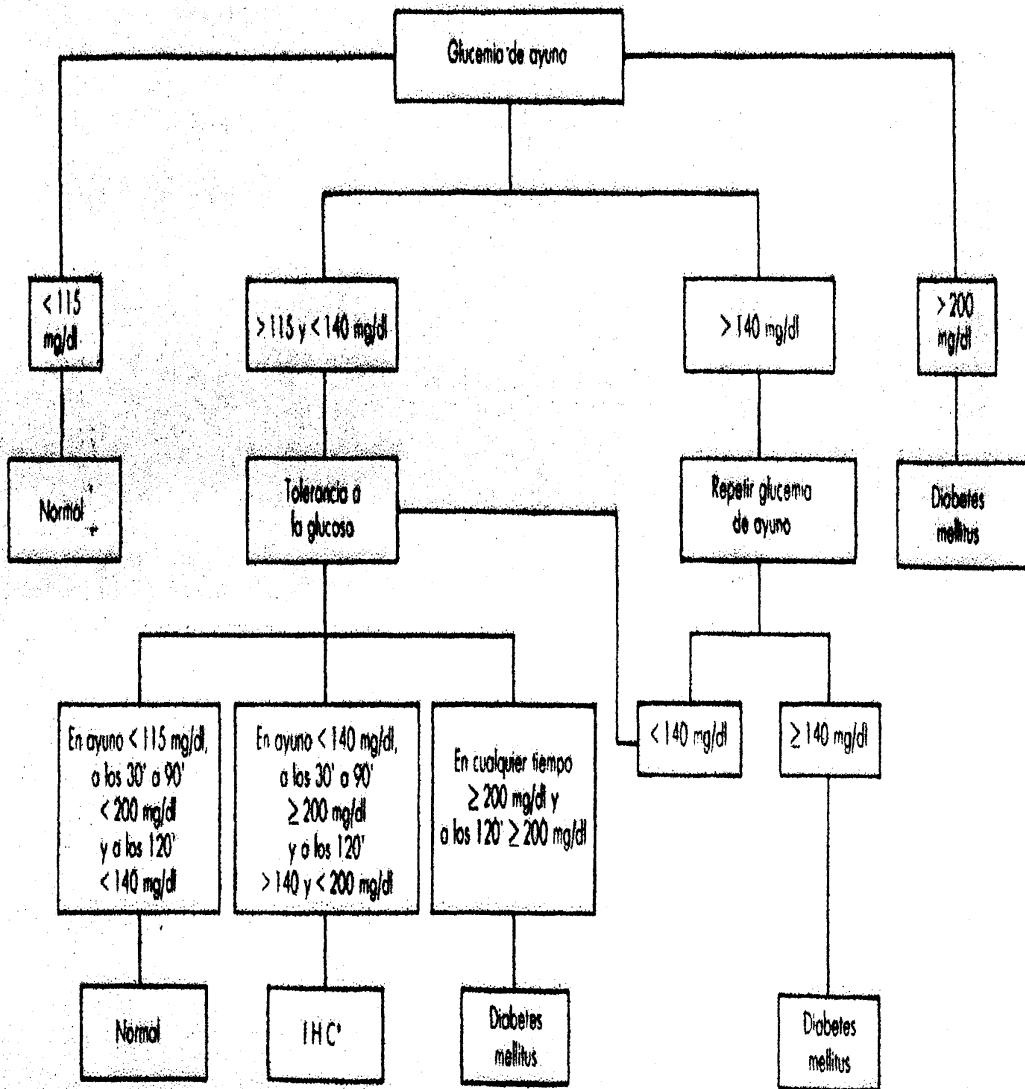 Glucemia de ayuno
< 115
mg/dl
> 115 y < 140 mg/dl
> 140 mg/dl
> 200
mg/dl
Normal
Tolerancia a
la glucosa
Repetir glucemia
de ayuno
Diabetes
mellitus
En ayuno < 115 mg/dl,
a los 30' a 90'
< 200 mg/dl
y a los 120'
< 140 mg/dl
En ayuno < 140 mg/dl,
a los 30' a 90'
≥ 200 mg/dl
y a los 120'
> 140 y < 200 mg/dl
En cualquier tiempo
≥ 200 mg/dl y
a los 120' ≥ 200 mg/dl
< 140 mg/dl
≥ 140 mg/dl
Normal
I H C*
Diabetes
mellitus
Diabetes
mellitus